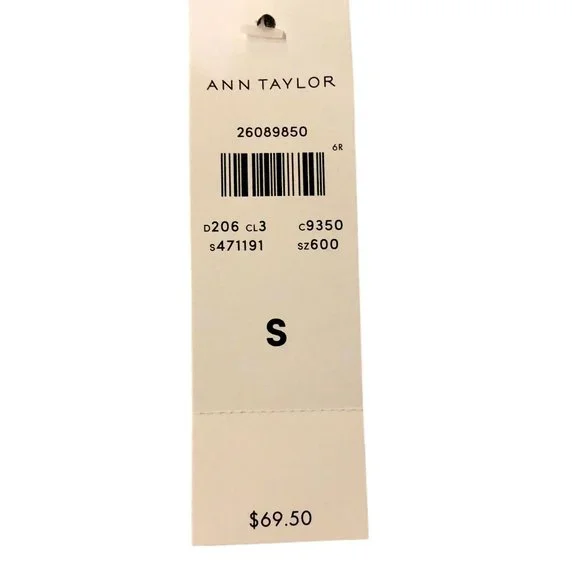 ANN TAYLOR
26089850
6R
D206 CL3 C9350
S471191 SZ600
S
$69.50